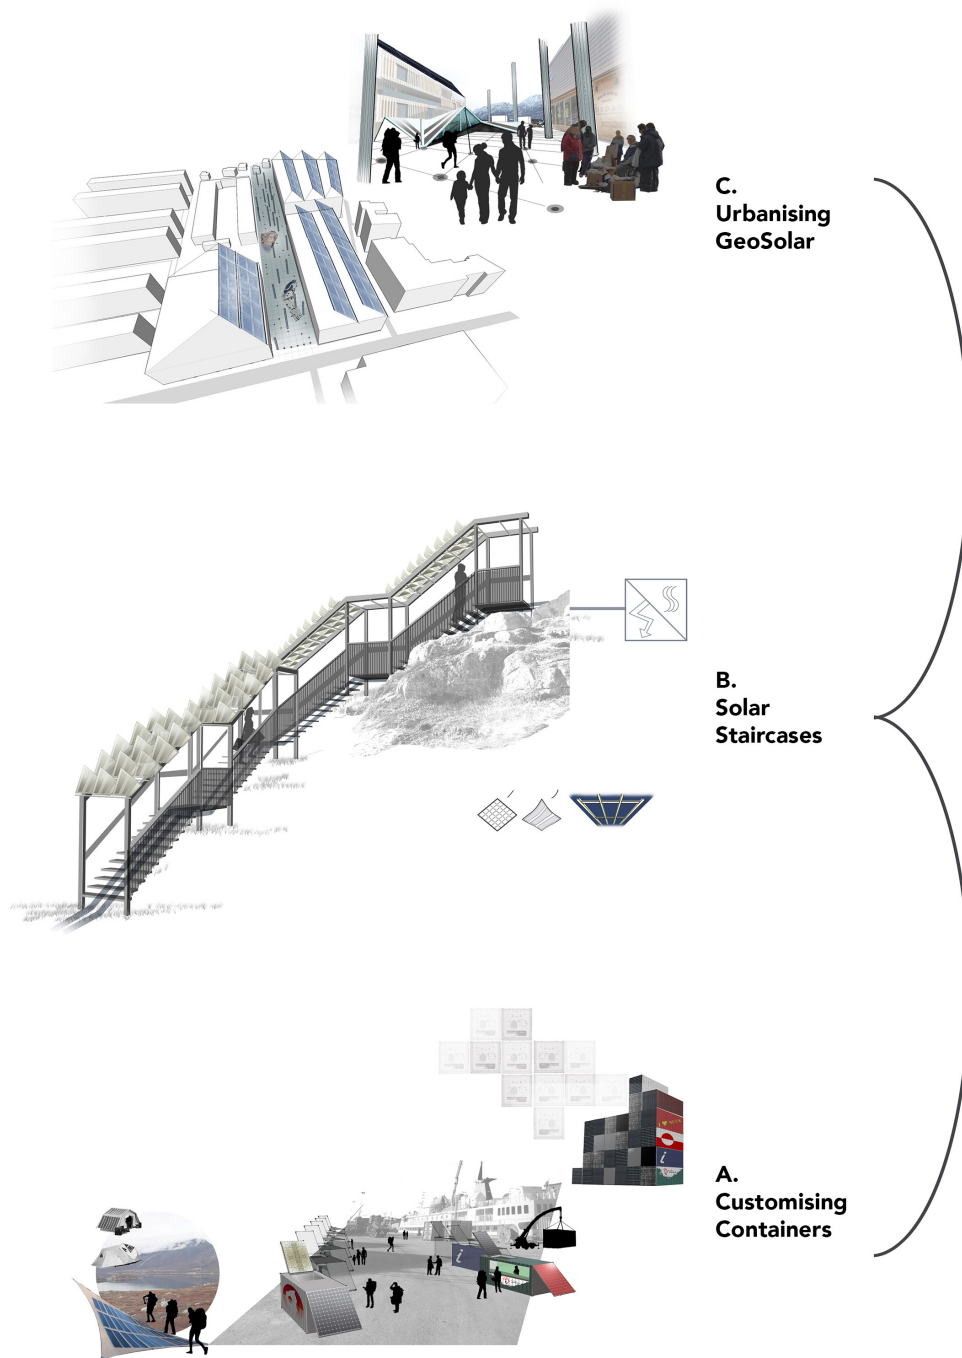 C.
Urbanising
GeoSolar
B.
Solar
Staircases
A.
Customising
Containers
i
i